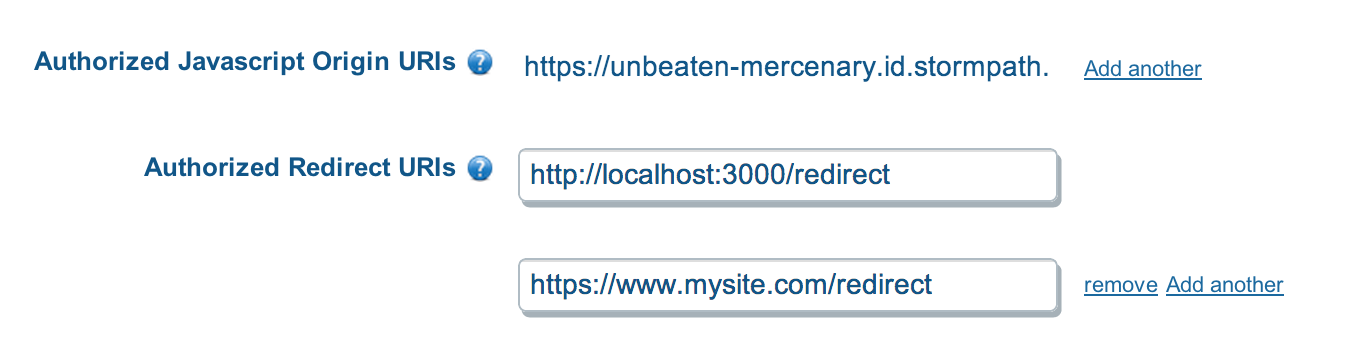 Authorized Javascript Origin URIs ? https://unbeaten-mercenary.id.stormpath. Add another
Authorized Redirect URIs ? http://localhost:3000/redirect
https://www.mysite.com/redirect remove Add another